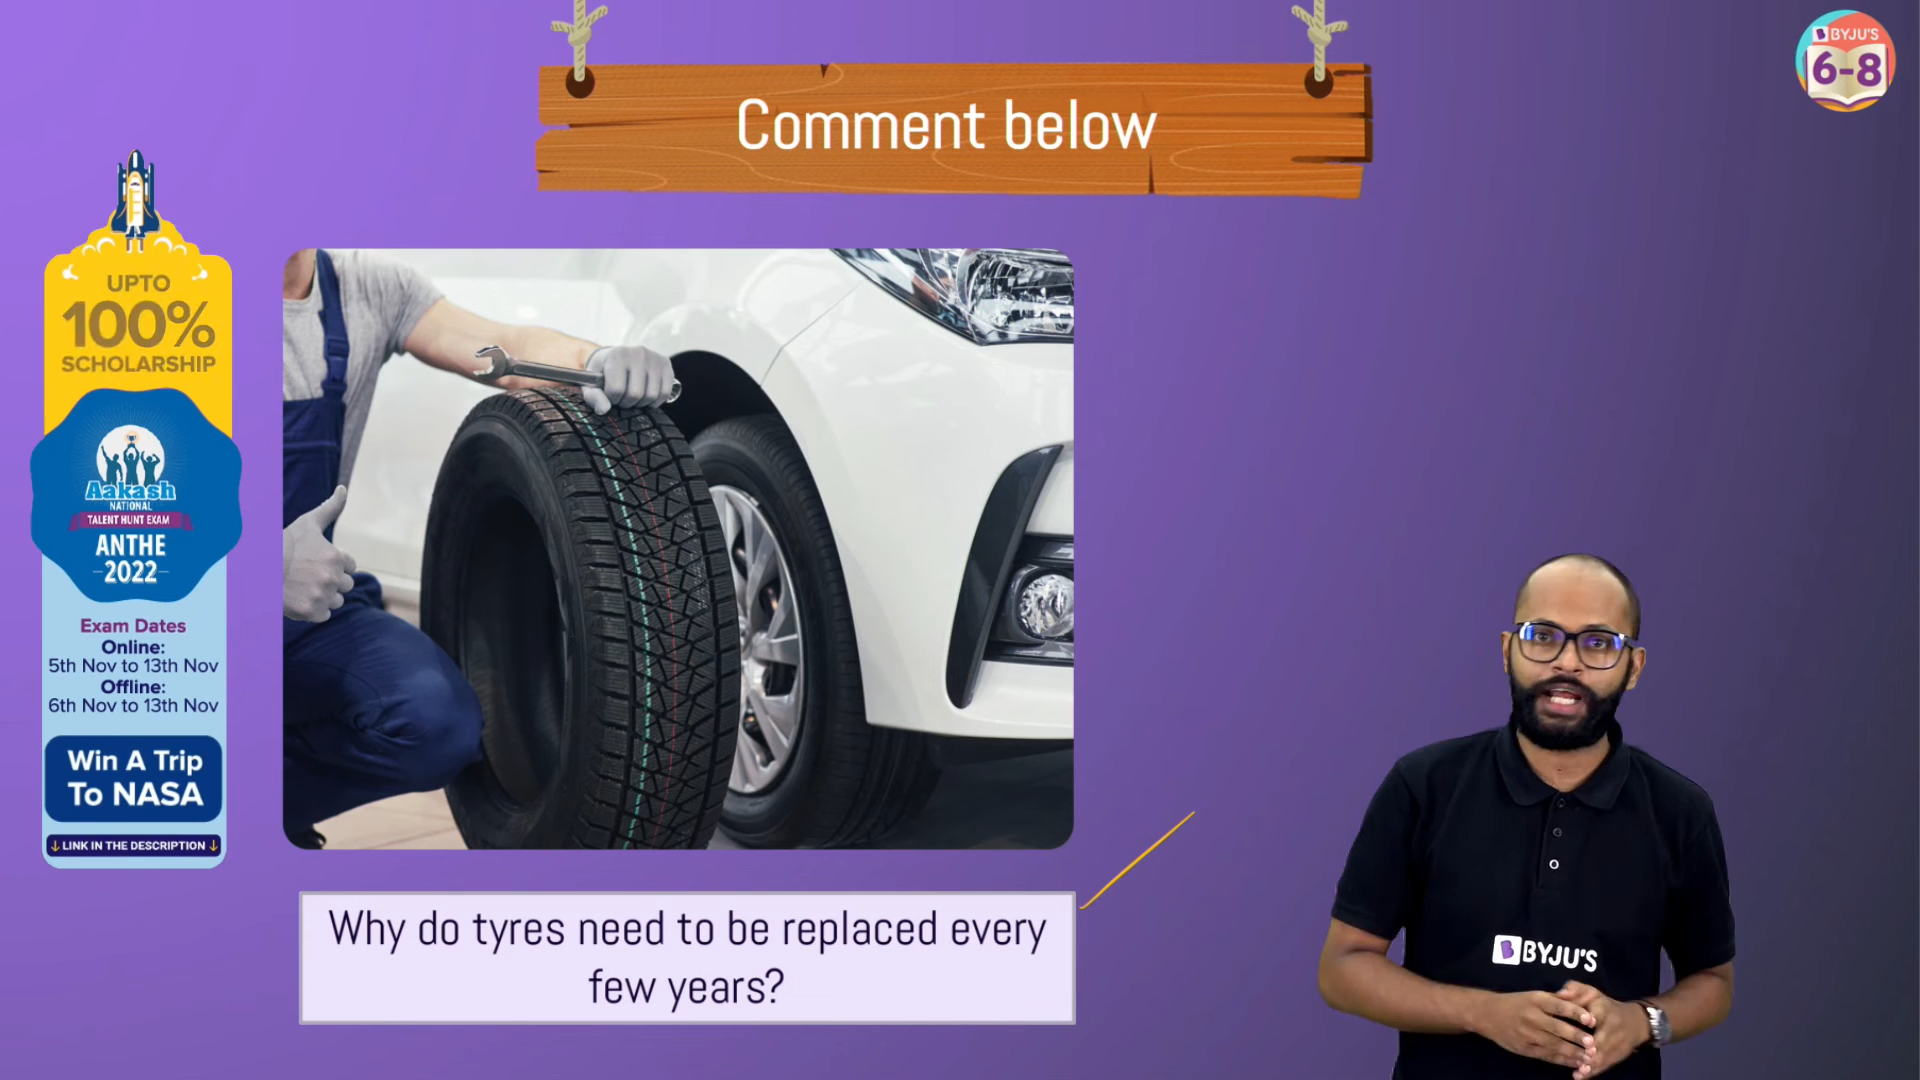 Comment below
BYJU'S
6-8
UPTO
100%
SCHOLARSHIP
Aakash
NATIONAL
TALENT HUNT EXAM
ANTHE
2022
Exam Dates
Online:
5th Nov to 13th Nov
Offline:
6th Nov to 13th Nov
Win A Trip
To NASA
↓ LINK IN THE DESCRIPTION ↓
Why do tyres need to be replaced every
few years?
BYJU'S